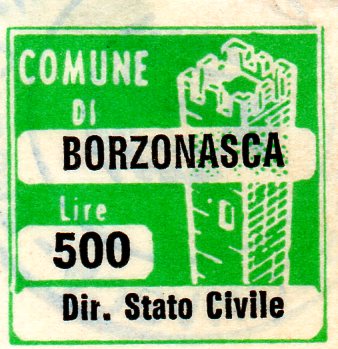 COMUNE
DI
BORZONASCA
Lire
500
Dir. Stato Civile